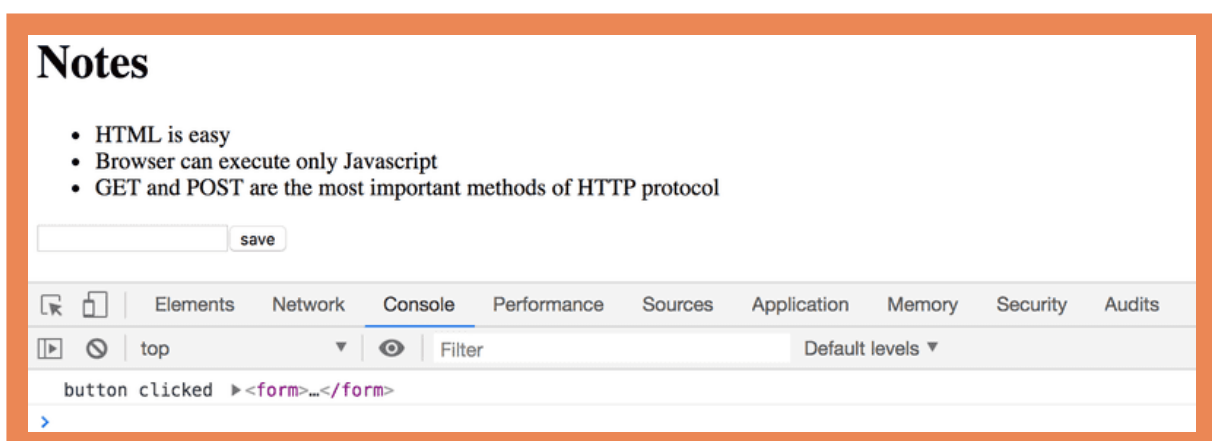 Notes
• HTML is easy
• Browser can execute only Javascript
• GET and POST are the most important methods of HTTP protocol
save
Elements Network Console Performance Sources Application Memory Security Audits
top ▼ Filter Default levels ▼
button clicked ▶<form>…</form>
>